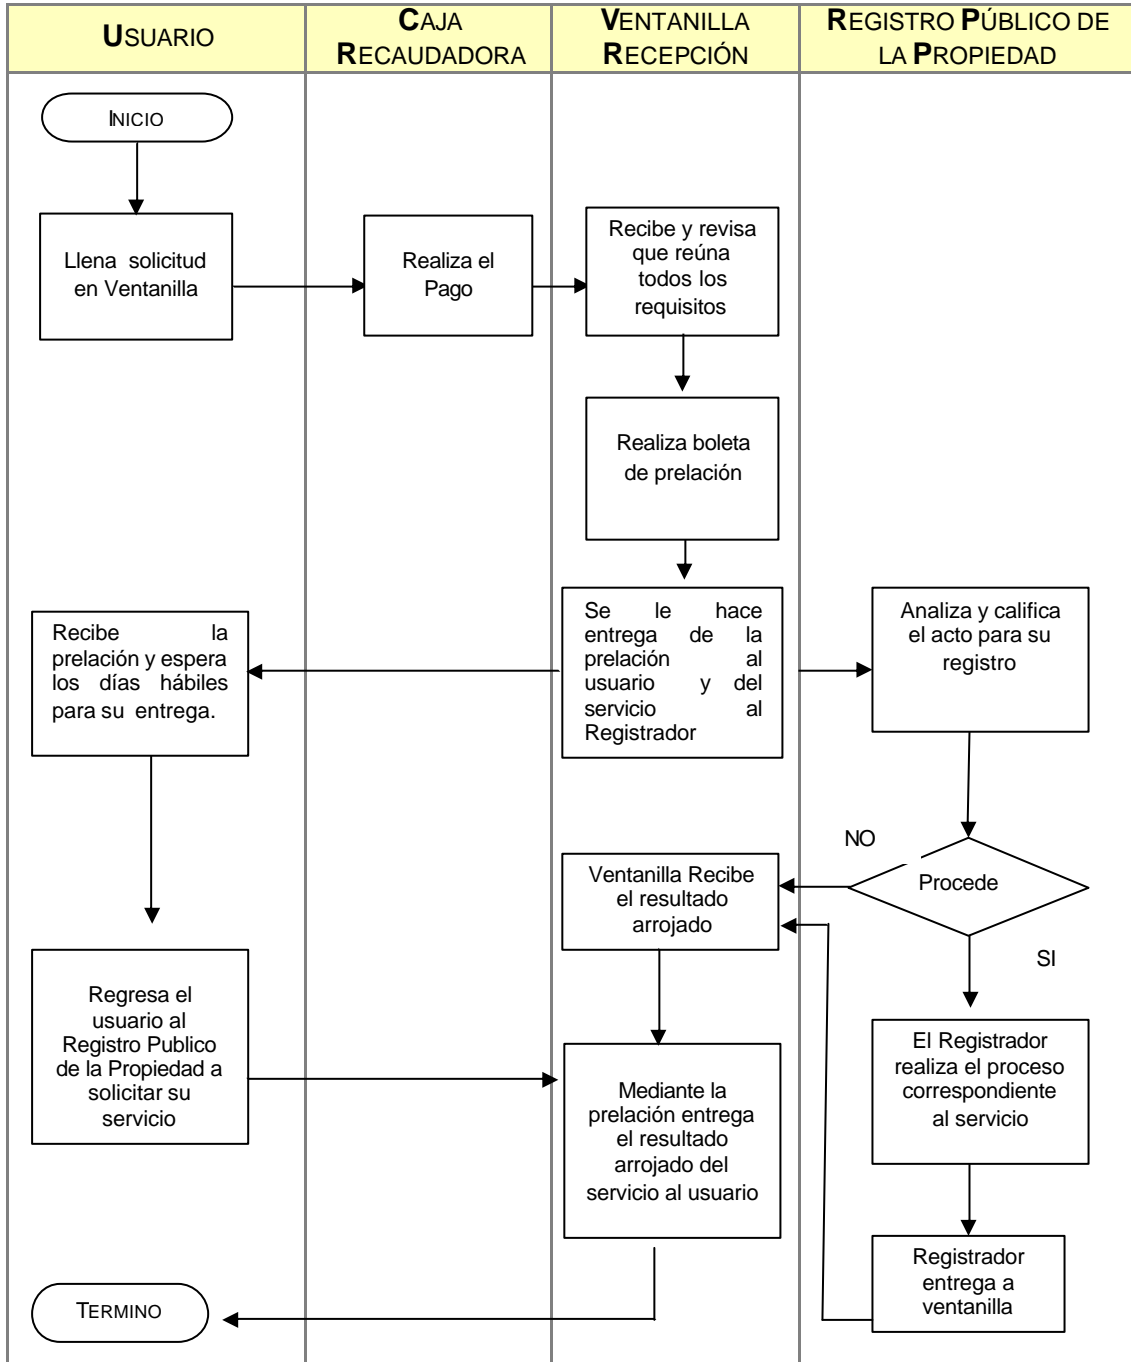 USUARIO
CAJA
RECAUDADORA
VENTANILLA
RECEPCIÓN
REGISTRO PÚBLICO DE
LA PROPIEDAD
INICIO
Llena solicitud
en Ventanilla
Realiza el
Pago
Recibe y revisa
que reúna
todos los
requisitos
Realiza boleta
de prelación
Se le hace
entrega de la
prelación al
usuario y del
servicio al
Registrador
Recibe la
prelación y espera
los días hábiles
para su entrega.
Analiza y califica
el acto para su
registro
NO
Procede
SI
Ventanilla Recibe
el resultado
arrojado
Regresa el
usuario al
Registro Publico
de la Propiedad a
solicitar su
servicio
Mediante la
prelación entrega
el resultado
arrojado del
servicio al usuario
El Registrador
realiza el proceso
correspondiente
al servicio
Registrador
entrega a
ventanilla
TERMINO